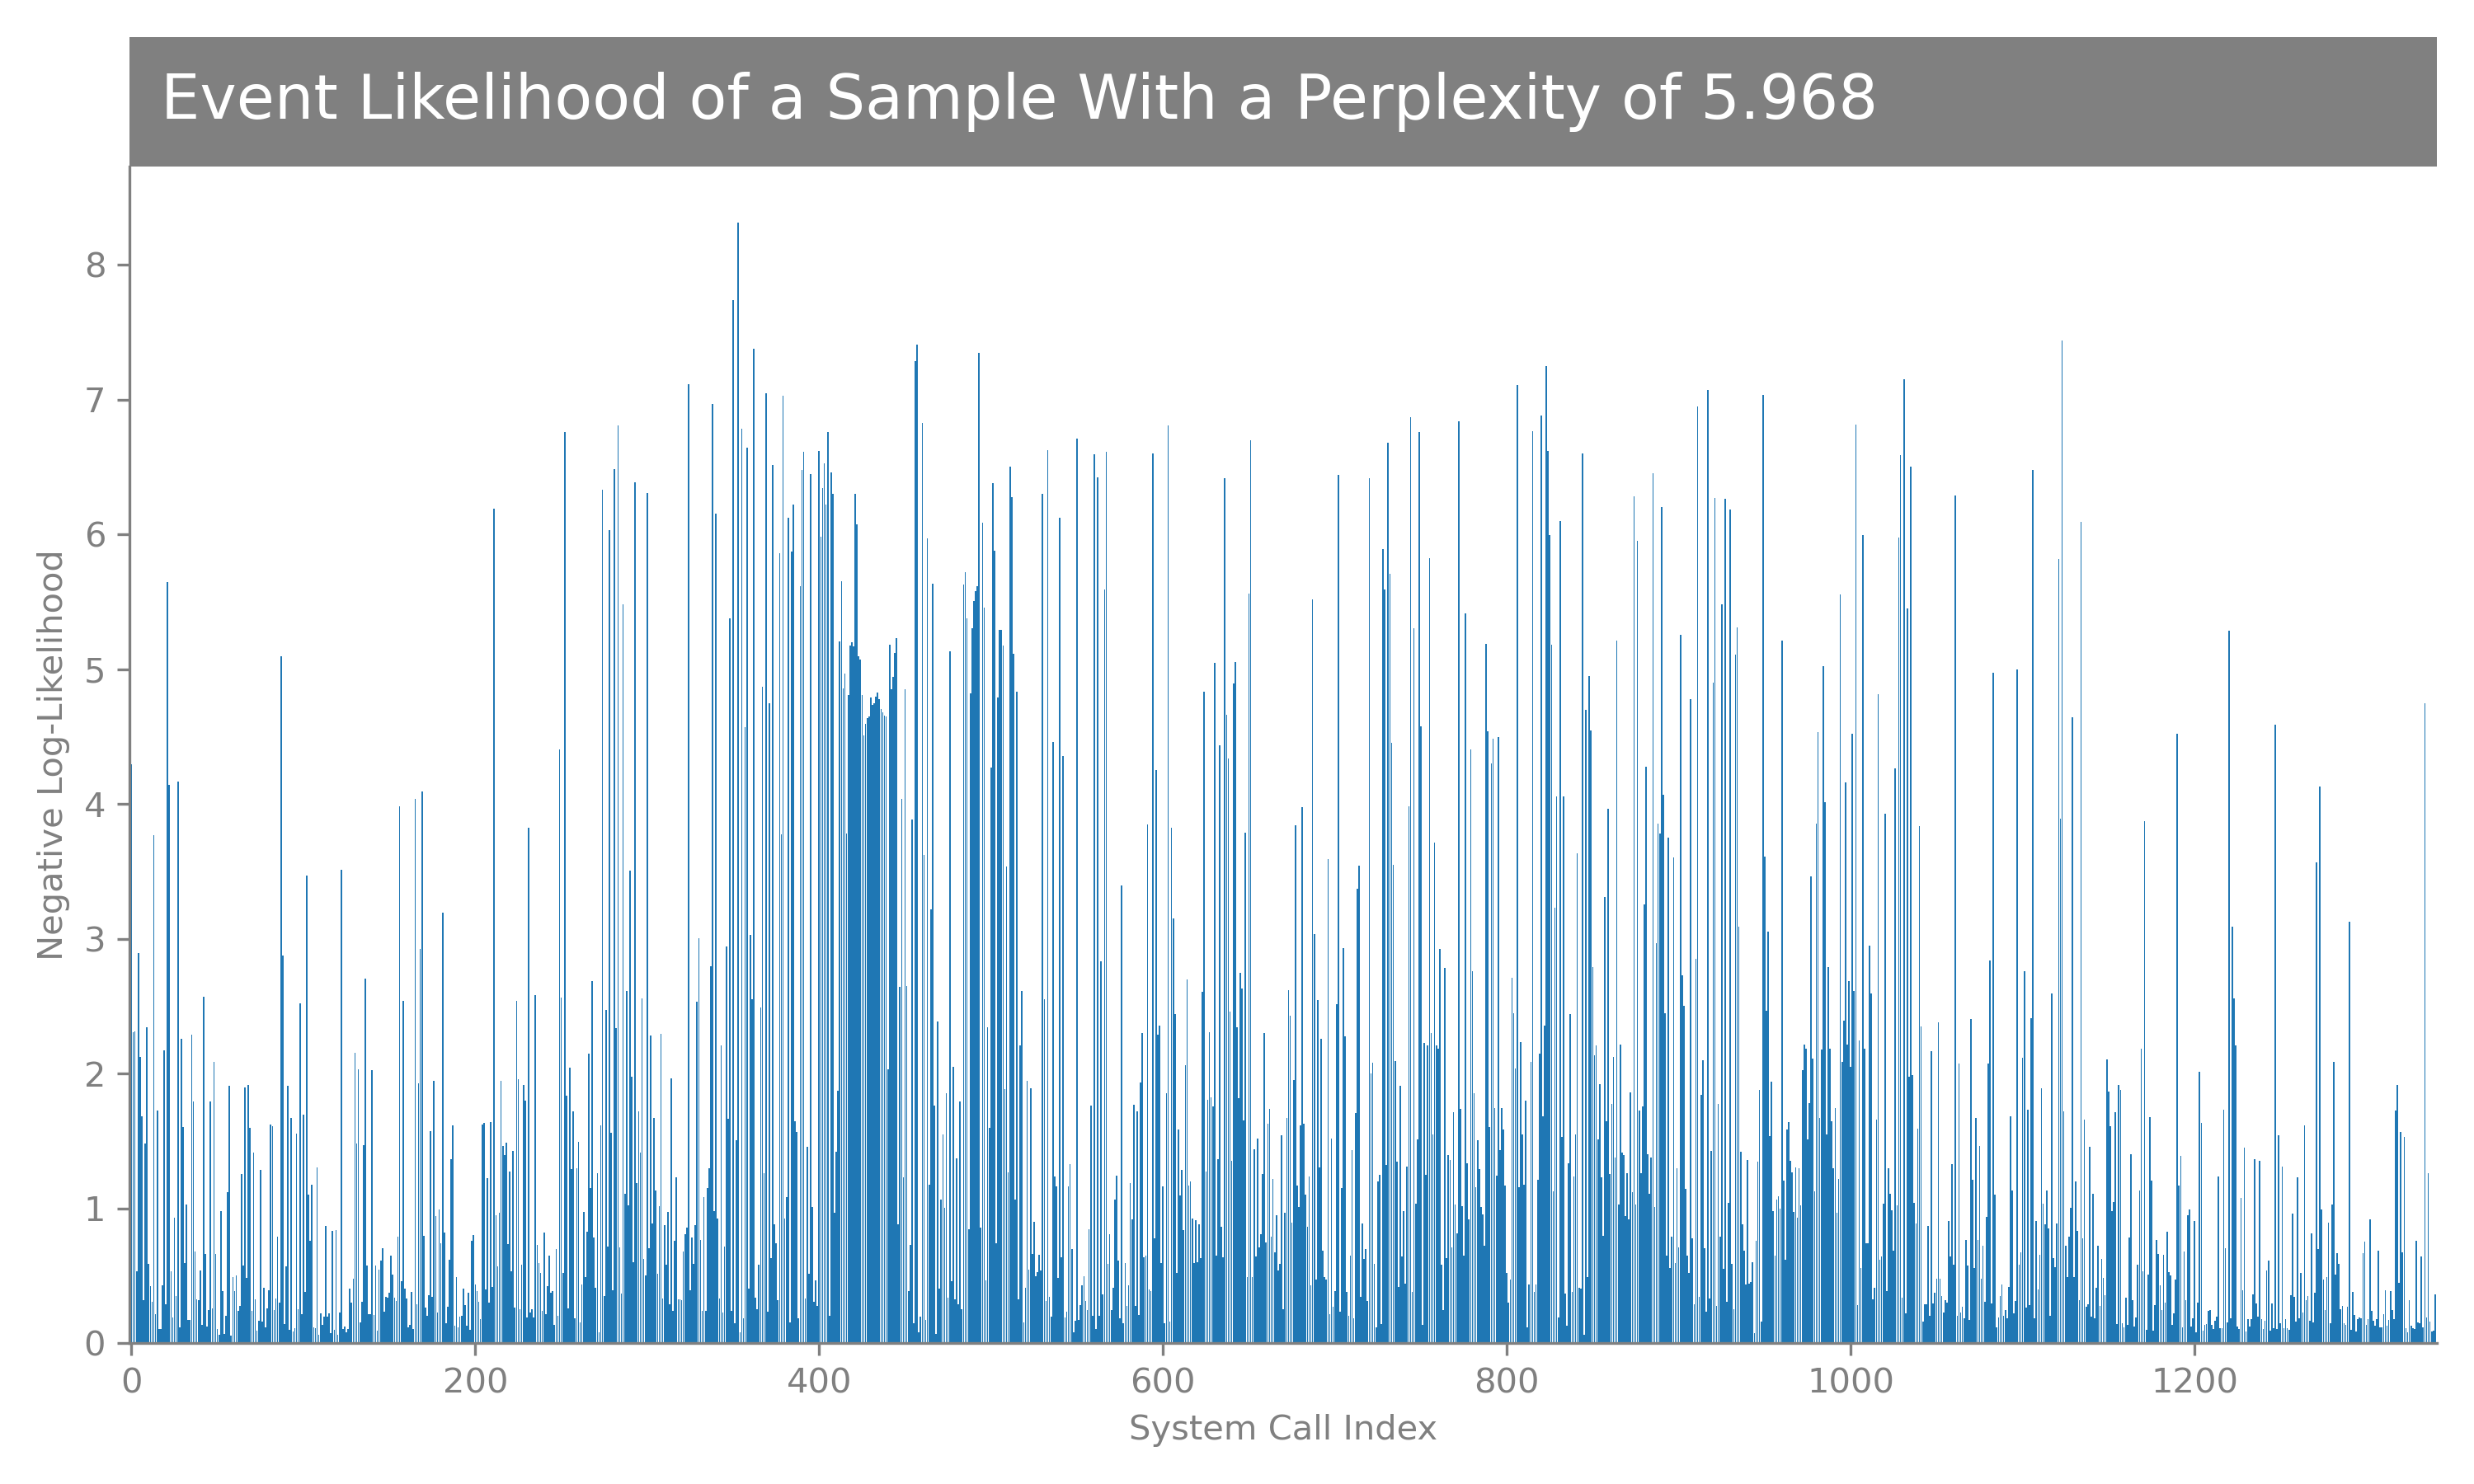 Event Likelihood of a Sample With a Perplexity of 5.968
8
7
6
5
4
3
2
1
0
Negative Log-Likelihood
0 200 400 600 800 1000 1200
System Call Index